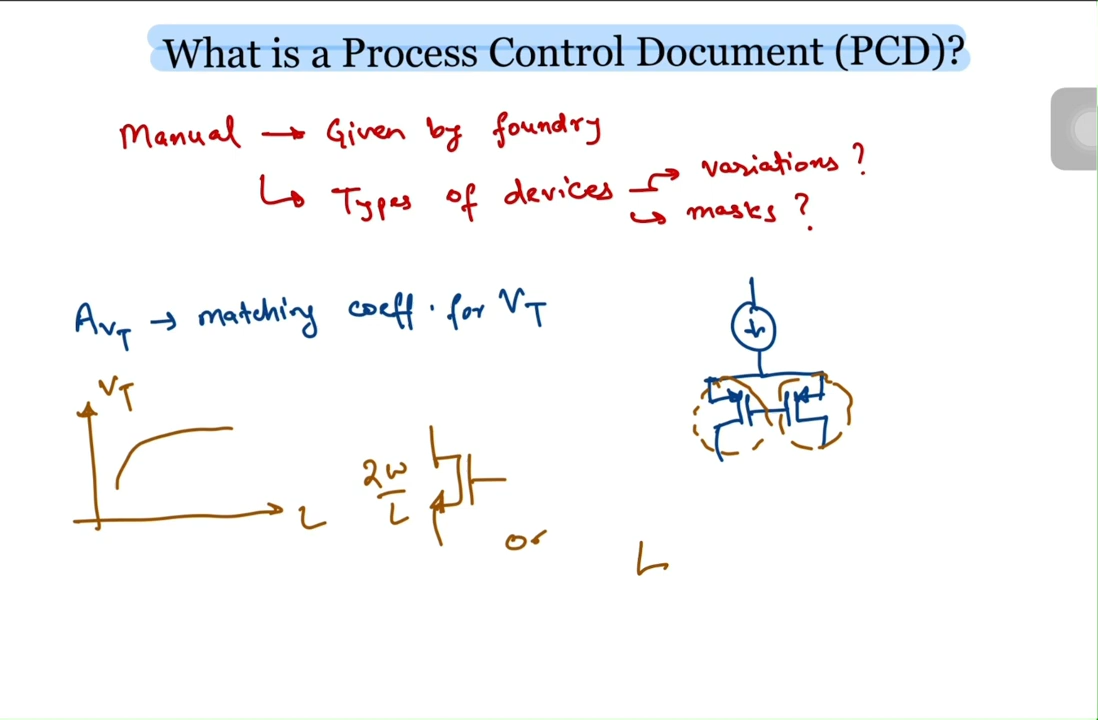 What is a Process Control Document (PCD)?
Manual → Given by foundry
↳ Types of devices → variations?
↳ masks?
AVT → matching coeff. for VT
VT
L
2W
L
or